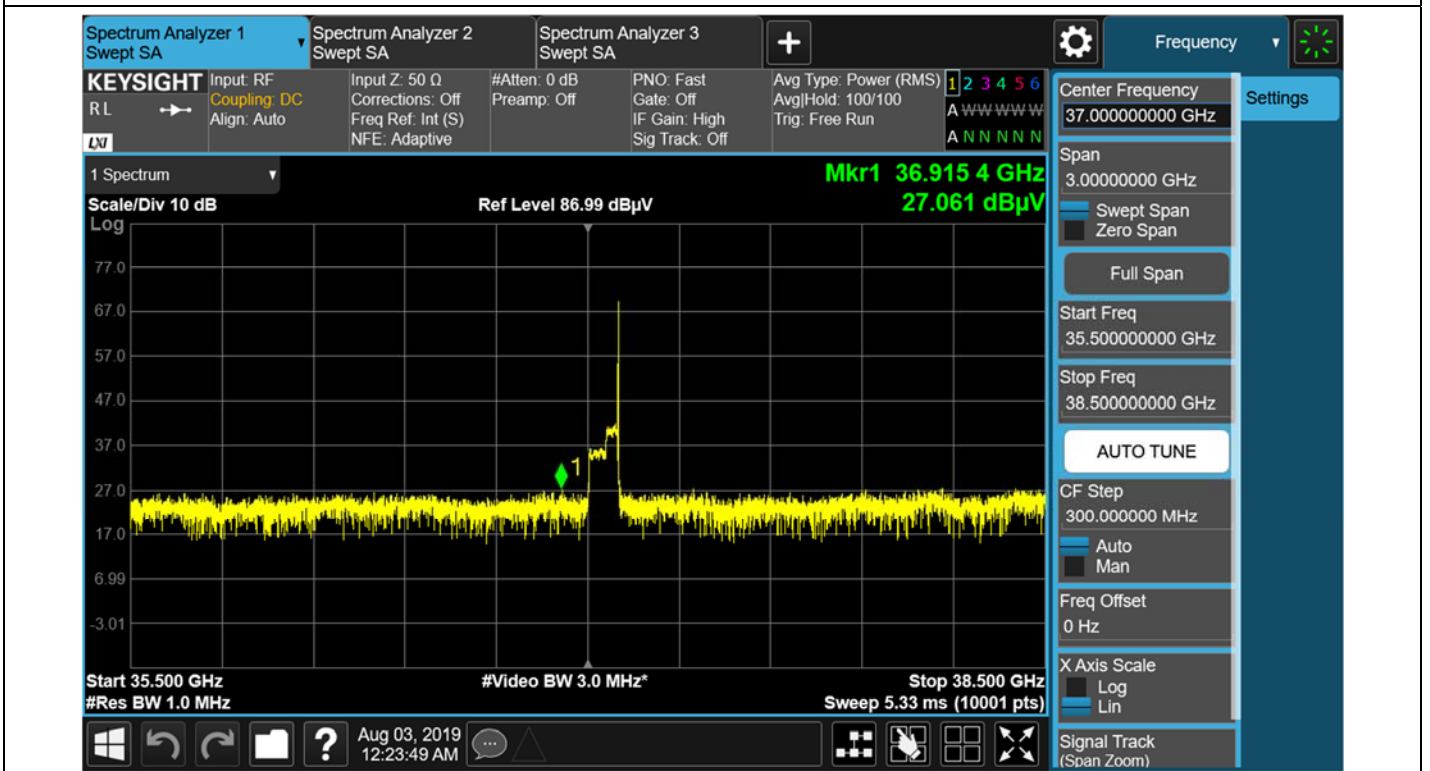 Spectrum Analyzer 1
Swept SA
Spectrum Analyzer 2
Swept SA
Spectrum Analyzer 3
Swept SA
Frequency
KEYSIGHT
R L
LXI
Input: RF
Coupling: DC
Align: Auto
Input Z: 50 Ω
Corrections: Off
Freq Ref: Int (S)
NFE: Adaptive
#Atten: 0 dB
Preamp: Off
PNO: Fast
Gate: Off
IF Gain: High
Sig Track: Off
Avg Type: Power (RMS)
Avg|Hold: 100/100
Trig: Free Run
1 2 3 4 5 6
A W W W W W
A N N N N N
1 Spectrum
Mkr1 36.915 4 GHz
27.061 dBµV
Scale/Div 10 dB
Ref Level 86.99 dBµV
Log
77.0
67.0
57.0
47.0
37.0
27.0
17.0
6.99
-3.01
1
Start 35.500 GHz
#Video BW 3.0 MHz*
Stop 38.500 GHz
#Res BW 1.0 MHz
Sweep 5.33 ms (10001 pts)
Center Frequency
37.000000000 GHz
Settings
Span
3.00000000 GHz
Swept Span
Zero Span
Full Span
Start Freq
35.500000000 GHz
Stop Freq
38.500000000 GHz
AUTO TUNE
CF Step
300.000000 MHz
Auto
Man
Freq Offset
0 Hz
X Axis Scale
Log
Lin
Signal Track
(Span Zoom)
?
Aug 03, 2019
12:23:49 AM